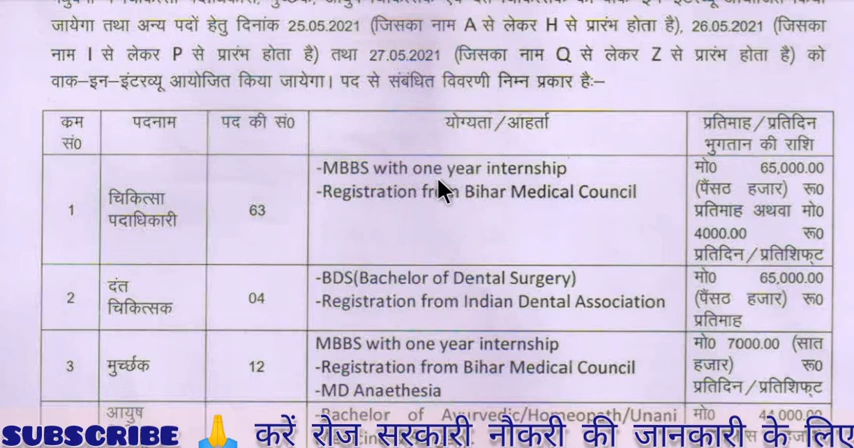 जायेगा तथा अन्य पदों हेतु दिनांक 25.05.2021 (जिसका नाम A से लेकर H से प्रारंभ होता है), 26.05.2021 (जिसका
नाम I से लेकर P से प्रारंभ होता है) तथा 27.05.2021 (जिसका नाम Q से लेकर Z से प्रारंभ होता है) को
वाक–इन–इंटरव्यू आयोजित किया जायेगा। पद से संबंधित विवरणी निम्न प्रकार हैः–
कम सं0 पदनाम पद की सं0 योग्यता/आहर्ता प्रतिमाह/प्रतिदिन भुगतान की राशि
1 चिकित्सा पदाधिकारी 63
-MBBS with one year internship
-Registration from Bihar Medical Council
मो0 65,000.00
(पैंसठ हजार) रू0
प्रतिमाह अथवा मो0
4000.00 रू0
प्रतिदिन/प्रतिशिफ्ट
2 दंत चिकित्सक 04
-BDS(Bachelor of Dental Surgery)
-Registration from Indian Dental Association
मो0 65,000.00
(पैंसठ हजार) रू0
प्रतिमाह
3 मुर्च्छक 12
MBBS with one year internship
-Registration from Bihar Medical Council
-MD Anaethesia
मो0 7000.00 (सात
हजार) रू0
प्रतिदिन/प्रतिशिफ्ट
आयुष
-Bachelor of Ayurvedic/Homeopath/Unani
मो0 44,000.00
SUBSCRIBE 🙏 करें रोज सरकारी नौकरी की जानकारी के लिए